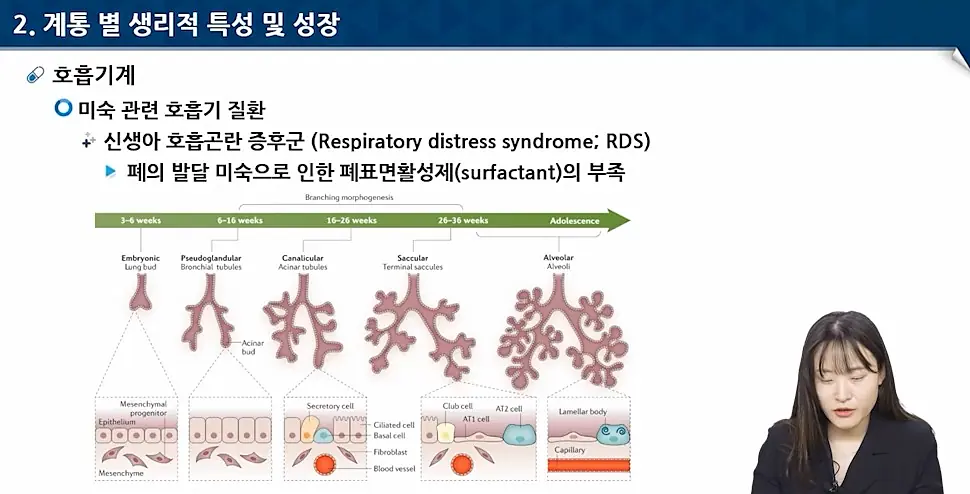 2. 계통 별 생리적 특성 및 성장
호흡기계
미숙 관련 호흡기 질환
신생아 호흡곤란 증후군 (Respiratory distress syndrome; RDS)
폐의 발달 미숙으로 인한 폐표면활성제(surfactant)의 부족
Branching morphogenesis
3–6 weeks 6–16 weeks 16–26 weeks 26–36 weeks Adolescence
Embryonic Pseudoglandular Canalicular Saccular Alveolar
Lung bud Bronchial tubules Acinar tubules Terminal saccules Alveoli
Acinar
bud
Mesenchymal
progenitor
Epithelium
Mesenchyme
Secretory cell
Ciliated cell
Basal cell
Fibroblast
Blood vessel
Club cell
AT1 cell
AT2 cell
Lamellar body
Capillary